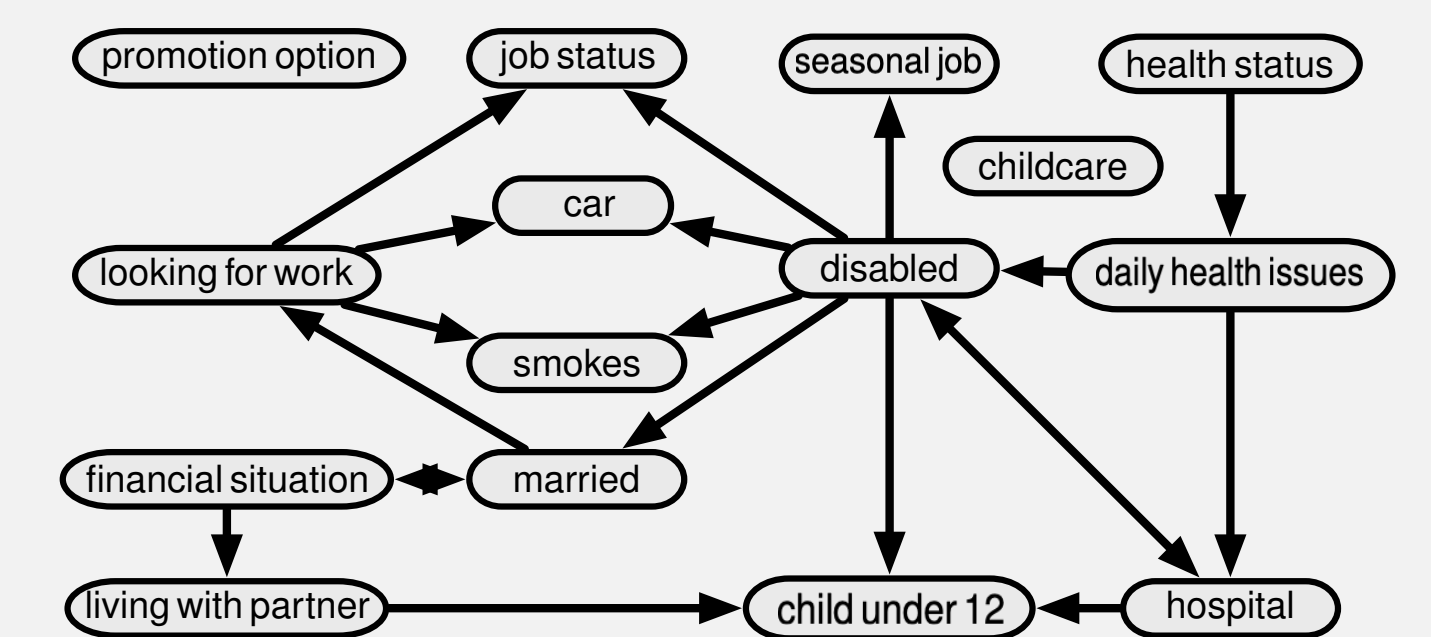 promotion option
job status
seasonal job
health status
childcare
car
looking for work
disabled
daily health issues
smokes
financial situation
married
living with partner
child under 12
hospital